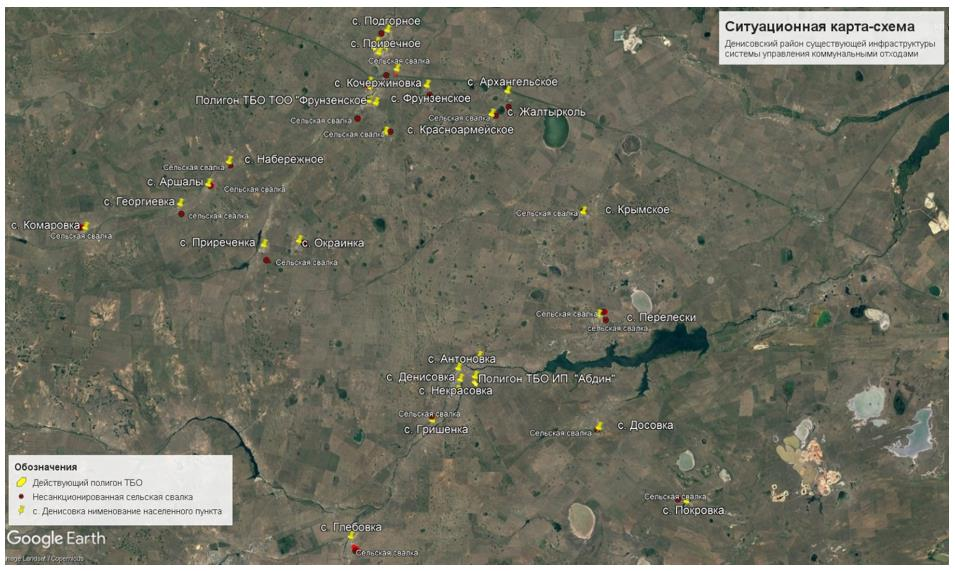 Ситуационная карта-схема
Денисовский район существующей инфраструктуры
системы управления коммунальными отходами
с. Подгорное
с. Приречное
Сельская свалка
с. Кочержиновка
с. Архангельское
Полигон ТБО ТОО "Фрунзенское"
с. Фрунзенское
Сельская свалка
с. Жалтырколь
Сельская свалка
Сельская свалка
с. Красноармейское
с. Набережное
Сельская свалка
с. Аршалы
Сельская свалка
с. Георгиевка
сельская свалка
с. Комаровка
Сельская свалка
с. Крымское
Сельская свалка
с. Приреченка
с. Окраинка
Сельская свалка
Сельская свалка
с. Перелески
сельская свалка
с. Антоновка
с. Денисовка
Полигон ТБО ИП "Абдин"
с. Некрасовка
Сельская свалка
с. Гришенка
с. Досовка
Сельская свалка
Сельская свалка
с. Покровка
с. Глебовка
Сельская свалка
Обозначения
Действующий полигон ТБО
Несанкционированная сельская свалка
с. Денисовка нименование населенного пункта
Google Earth
Image Landsat / Copernicus